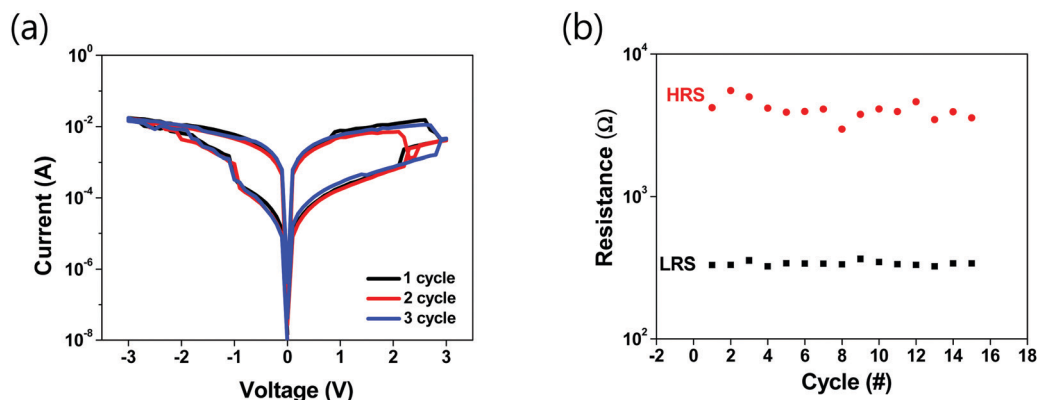 (a)
10^0
10^-2
10^-4
10^-6
10^-8
Current (A)
1 cycle
2 cycle
3 cycle
-3 -2 -1 0 1 2 3
Voltage (V)
(b)
10^4
10^2
Resistance (Ω)
HRS
LRS
-2 0 2 4 6 8 10 12 14 16 18
Cycle (#)